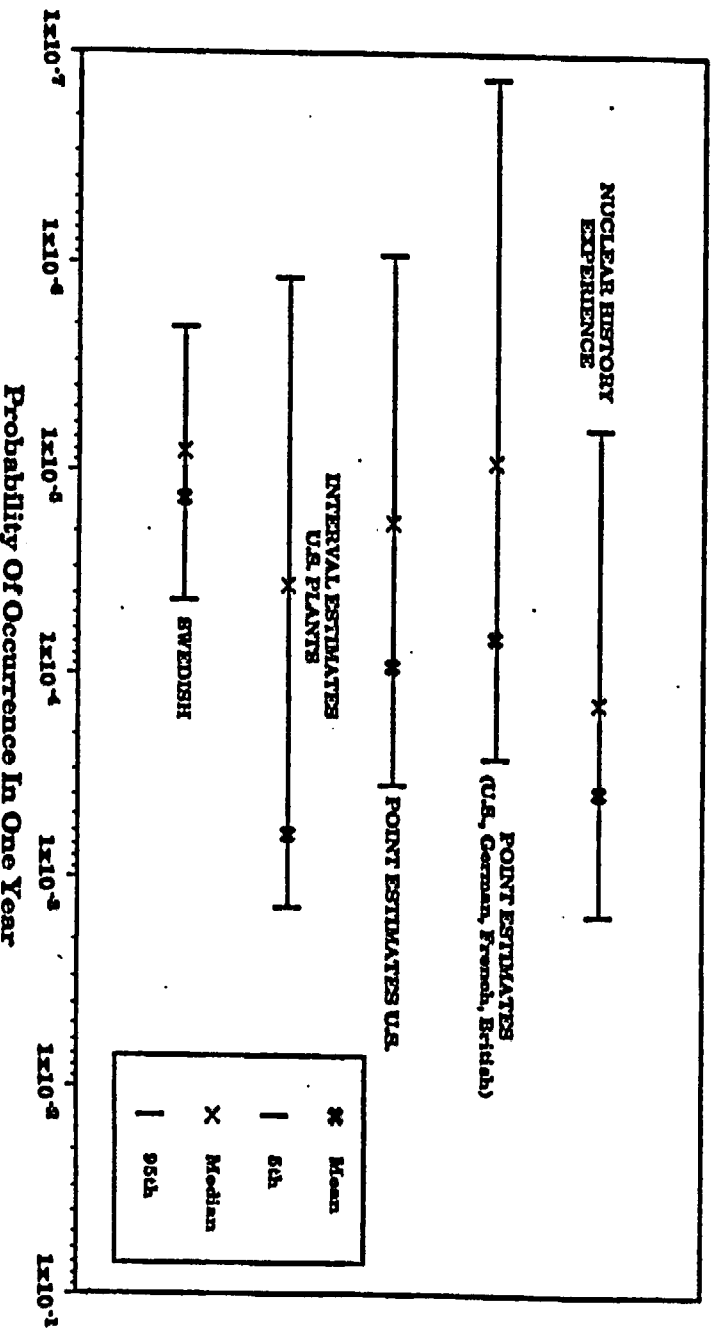 NUCLEAR HISTORY
EXPERIENCE
POINT ESTIMATES
(U.S., German, French, British)
POINT ESTIMATES U.S.
INTERVAL ESTIMATES
U.S. PLANTS
SWEDISH
Mean
5th
Median
95th
1x10⁻⁷
1x10⁻⁶
1x10⁻⁵
1x10⁻⁴
1x10⁻³
1x10⁻²
1x10⁻¹
Probability Of Occurrence In One Year